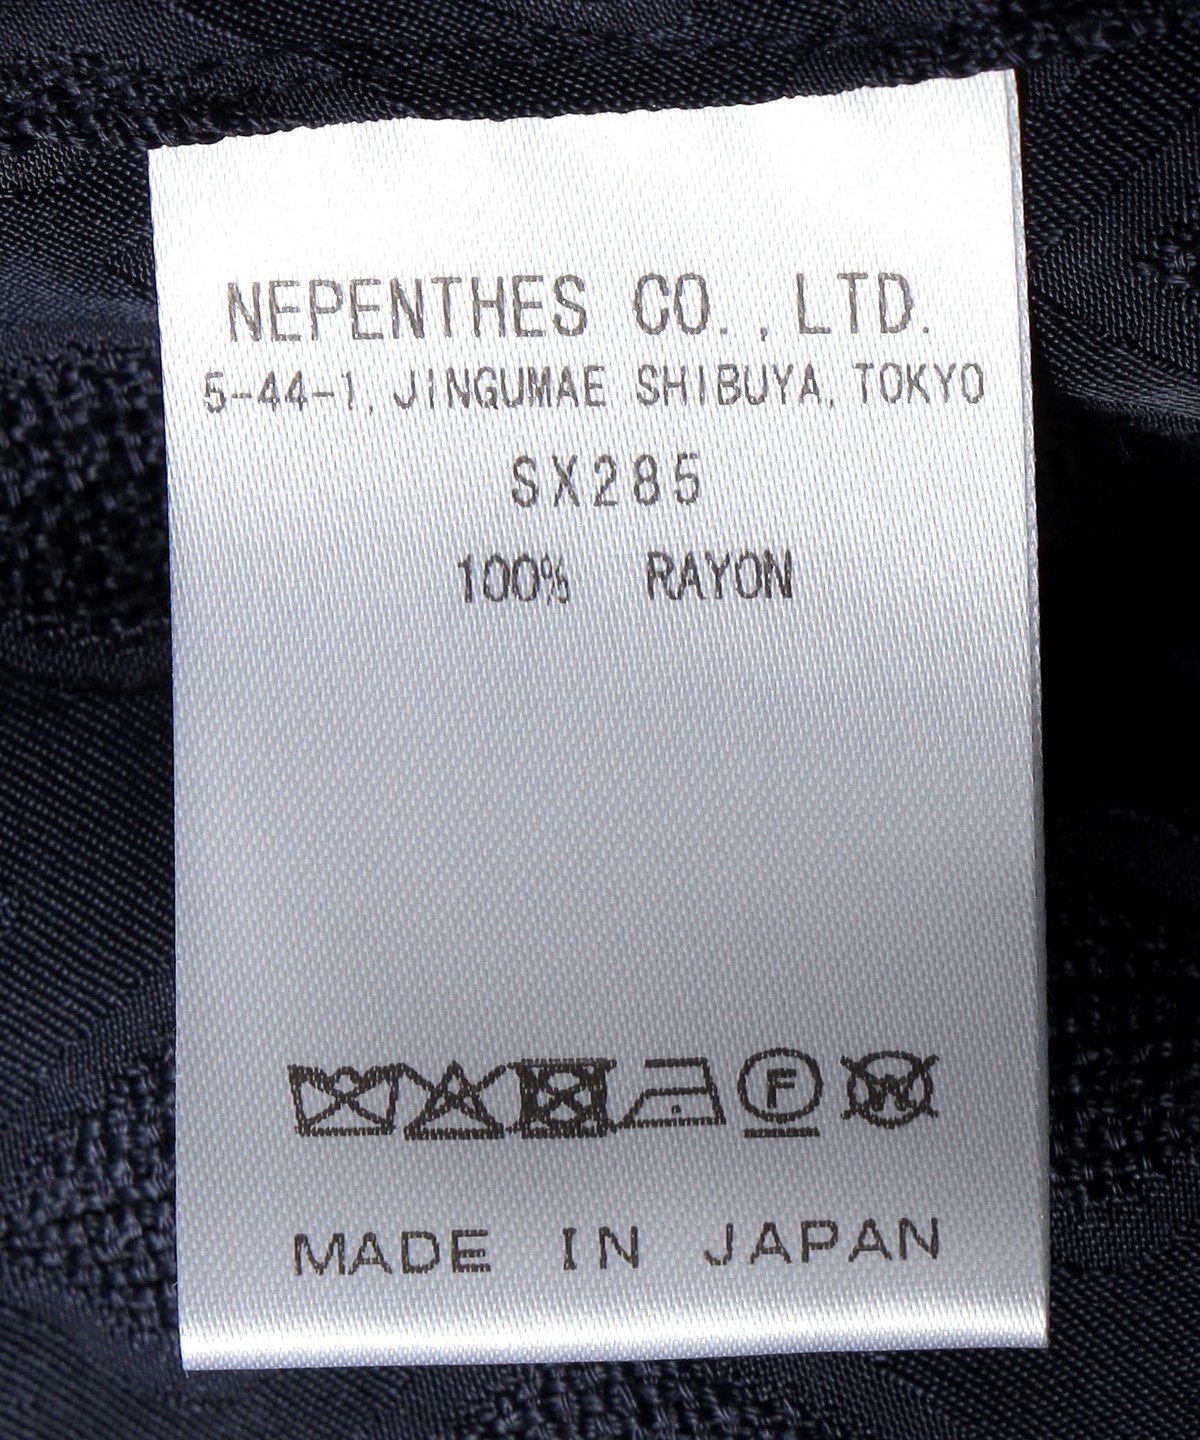 NEPENTHES CO.,LTD.
5-44-1, JINGUMAE SHIBUYA, TOKYO
SX285
100% RAYON
F W
MADE IN JAPAN